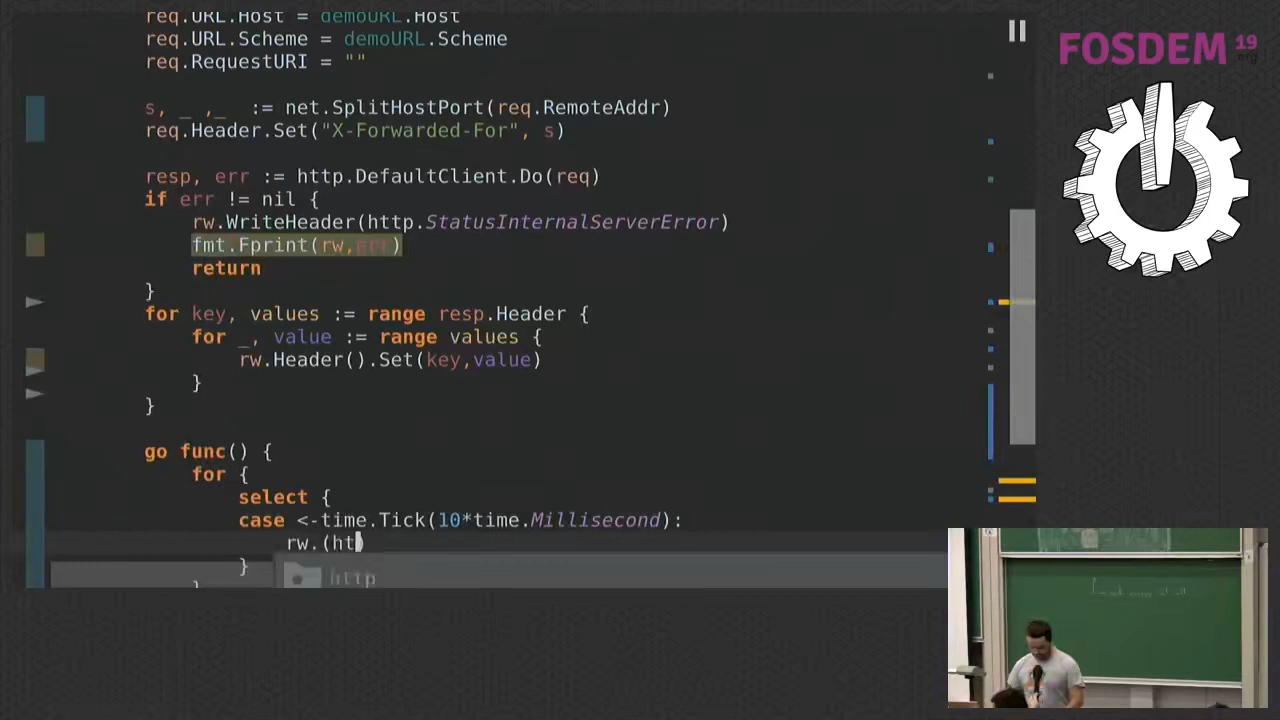 req.URL.Host = demoURL.Host
req.URL.Scheme = demoURL.Scheme
req.RequestURI = ""
s, _ ,_ := net.SplitHostPort(req.RemoteAddr)
req.Header.Set("X-Forwarded-For", s)
resp, err := http.DefaultClient.Do(req)
if err != nil {
rw.WriteHeader(http.StatusInternalServerError)
fmt.Fprint(rw,err)
return
}
for key, values := range resp.Header {
for _, value := range values {
rw.Header().Set(key,value)
}
}
go func() {
for {
select {
case <-time.Tick(10*time.Millisecond):
rw.(ht)
}
http
}
FOSDEM 19
.org